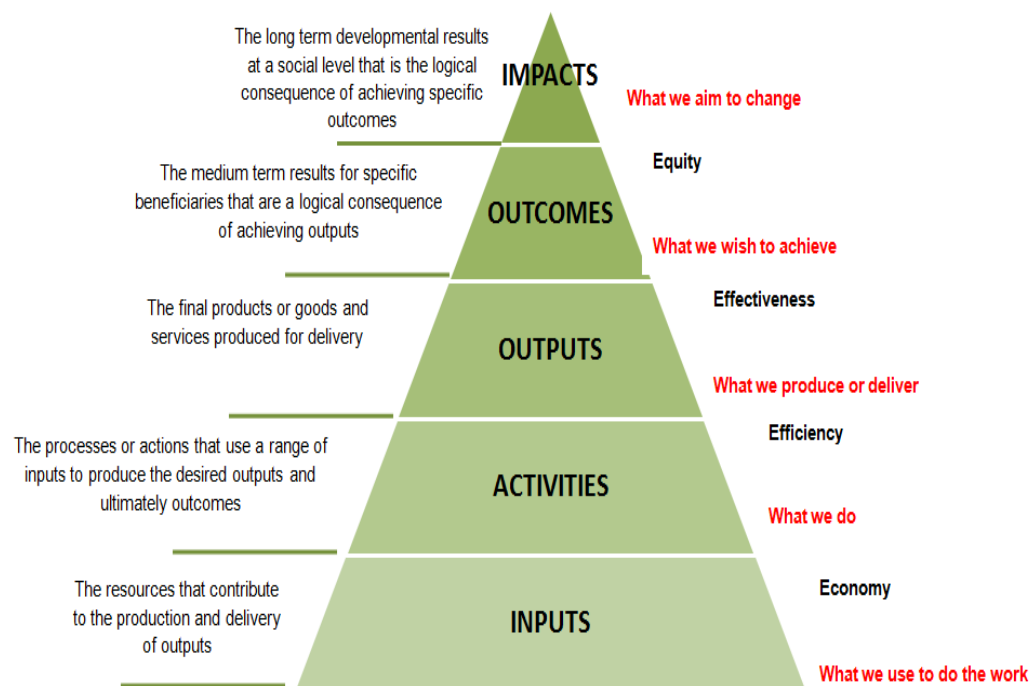 The long term developmental results
at a social level that is the logical
consequence of achieving specific
outcomes
IMPACTS
What we aim to change
The medium term results for specific
beneficiaries that are a logical consequence
of achieving outputs
OUTCOMES
Equity
What we wish to achieve
The final products or goods and
services produced for delivery
OUTPUTS
Effectiveness
What we produce or deliver
The processes or actions that use a range of
inputs to produce the desired outputs and
ultimately outcomes
ACTIVITIES
Efficiency
What we do
The resources that contribute
to the production and delivery
of outputs
INPUTS
Economy
What we use to do the work